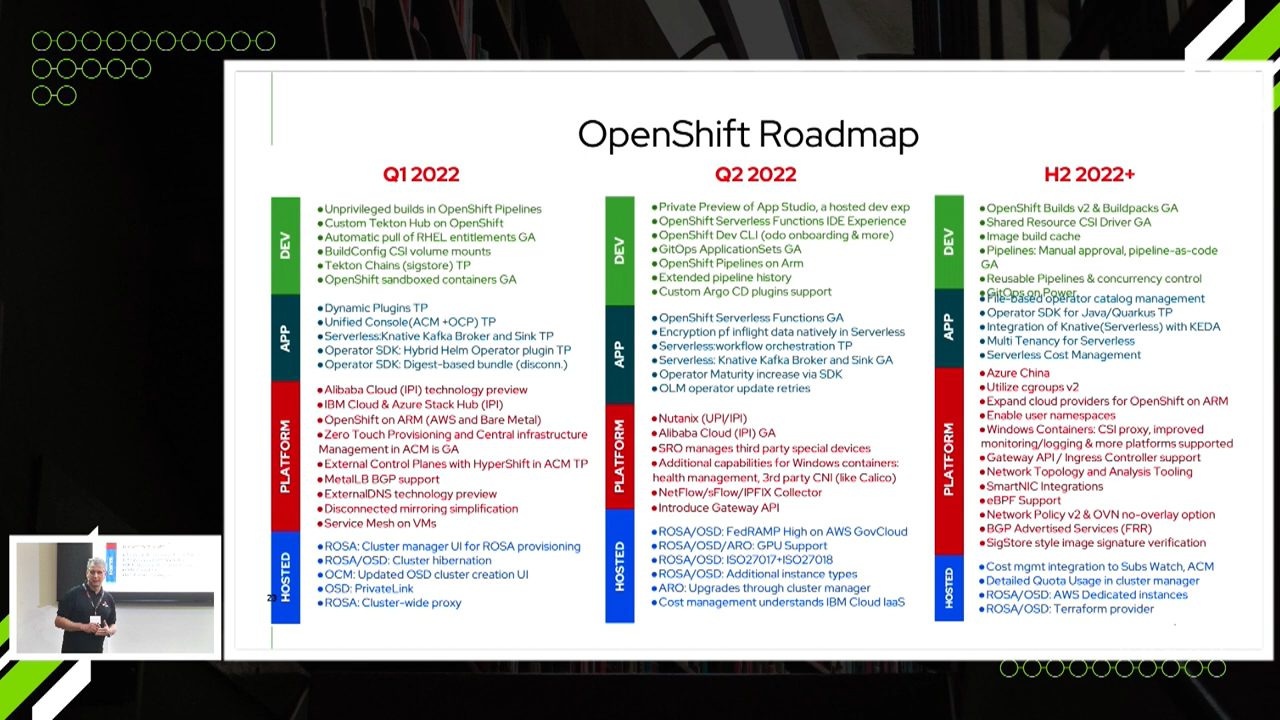 OpenShift Roadmap
Q1 2022
DEV
●Unprivileged builds in OpenShift Pipelines
●Custom Tekton Hub on OpenShift
●Automatic pull of RHEL entitlements GA
●BuildConfig CSI volume mounts
●Tekton Chains (sigstore) TP
●OpenShift sandboxed containers GA
APP
●Dynamic Plugins TP
●Unified Console(ACM +OCP) TP
●Serverless:Knative Kafka Broker and Sink TP
●Operator SDK: Hybrid Helm Operator plugin TP
●Operator SDK: Digest-based bundle (disconn.)
PLATFORM
●Alibaba Cloud (IPI) technology preview
●IBM Cloud & Azure Stack Hub (IPI)
●OpenShift on ARM (AWS and Bare Metal)
●Zero Touch Provisioning and Central infrastructure
Management in ACM is GA
●External Control Planes with HyperShift in ACM TP
●MetalLB BGP support
●ExternalDNS technology preview
●Disconnected mirroring simplification
●Service Mesh on VMs
HOSTED
●ROSA: Cluster manager UI for ROSA provisioning
●ROSA/OSD: Cluster hibernation
●OCM: Updated OSD cluster creation UI
●OSD: PrivateLink
●ROSA: Cluster-wide proxy
Q2 2022
DEV
●Private Preview of App Studio, a hosted dev exp
●OpenShift Serverless Functions IDE Experience
●OpenShift Dev CLI (odo onboarding & more)
●GitOps ApplicationSets GA
●OpenShift Pipelines on Arm
●Extended pipeline history
●Custom Argo CD plugins support
APP
●OpenShift Serverless Functions GA
●Encryption pf inflight data natively in Serverless
●Serverless:workflow orchestration TP
●Serverless: Knative Kafka Broker and Sink GA
●Operator Maturity increase via SDK
●OLM operator update retries
PLATFORM
●Nutanix (UPI/IPI)
●Alibaba Cloud (IPI) GA
●SRO manages third party special devices
●Additional capabilities for Windows containers:
health management, 3rd party CNI (like Calico)
●NetFlow/sFlow/IPFIX Collector
●Introduce Gateway API
HOSTED
●ROSA/OSD: FedRAMP High on AWS GovCloud
●ROSA/OSD/ARO: GPU Support
●ROSA/OSD: ISO27017+ISO27018
●ROSA/OSD: Additional instance types
●ARO: Upgrades through cluster manager
●Cost management understands IBM Cloud IaaS
H2 2022+
DEV
●OpenShift Builds v2 & Buildpacks GA
●Shared Resource CSI Driver GA
●Image build cache
●Pipelines: Manual approval, pipeline-as-code
GA
●Reusable Pipelines & concurrency control
●GitOps on Power
APP
●File-based operator catalog management
●Operator SDK for Java/Quarkus TP
●Integration of Knative(Serverless) with KEDA
●Multi Tenancy for Serverless
●Serverless Cost Management
PLATFORM
●Azure China
●Utilize cgroups v2
●Expand cloud providers for OpenShift on ARM
●Enable user namespaces
●Windows Containers: CSI proxy, improved
monitoring/logging & more platforms supported
●Gateway API / Ingress Controller support
●Network Topology and Analysis Tooling
●SmartNIC Integrations
●eBPF Support
●Network Policy v2 & OVN no-overlay option
●BGP Advertised Services (FRR)
●SigStore style image signature verification
HOSTED
●Cost mgmt integration to Subs Watch, ACM
●Detailed Quota Usage in cluster manager
●ROSA/OSD: AWS Dedicated instances
●ROSA/OSD: Terraform provider